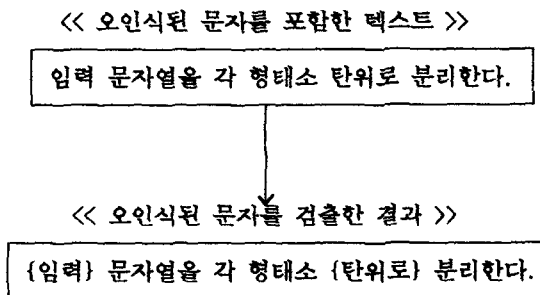 << 오인식된 문자를 포함한 텍스트 >>
임력 문자열을 각 형태소 탄위로 분리한다.
<< 오인식된 문자를 검출한 결과 >>
{임력} 문자열을 각 형태소 {탄위로} 분리한다.